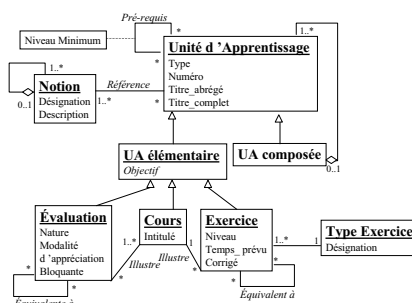 Pré-requis
Niveau Minimum
*
*
1..*
Unité d 'Apprentissage
Type
Numéro
Titre_abrégé
Titre_complet
1..*
Notion
Désignation
Description
0..1
Référence
1..*
*
UA élémentaire
Objectif
UA composée
0..1
Évaluation
Nature
Modalité
d 'appréciation
Bloquante
Cours
Intitulé
Exercice
Niveau
Temps_prévu
Corrigé
Type Exercice
Désignation
1..*
1
1..*
1
Illustre
Illustre
*
*
*
*
*
*
Équivalente à
Équivalent à